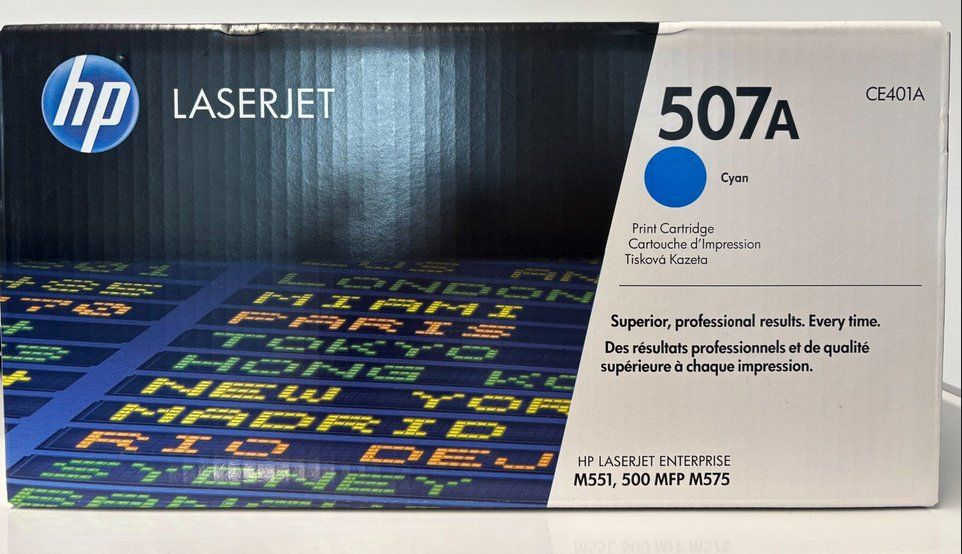 hp
LASERJET
507A
CE401A
Cyan
Print Cartridge
Cartouche d'Impression
Tisková Kazeta
Superior, professional results. Every time.
Des résultats professionnels et de qualité
supérieure à chaque impression.
HP LASERJET ENTERPRISE
M551, 500 MFP M575
LONDON
MIAMI
PARIS
TOKYO
HONG KO
NEW YOR
MADRID
RIO DEJ
SYDNEY